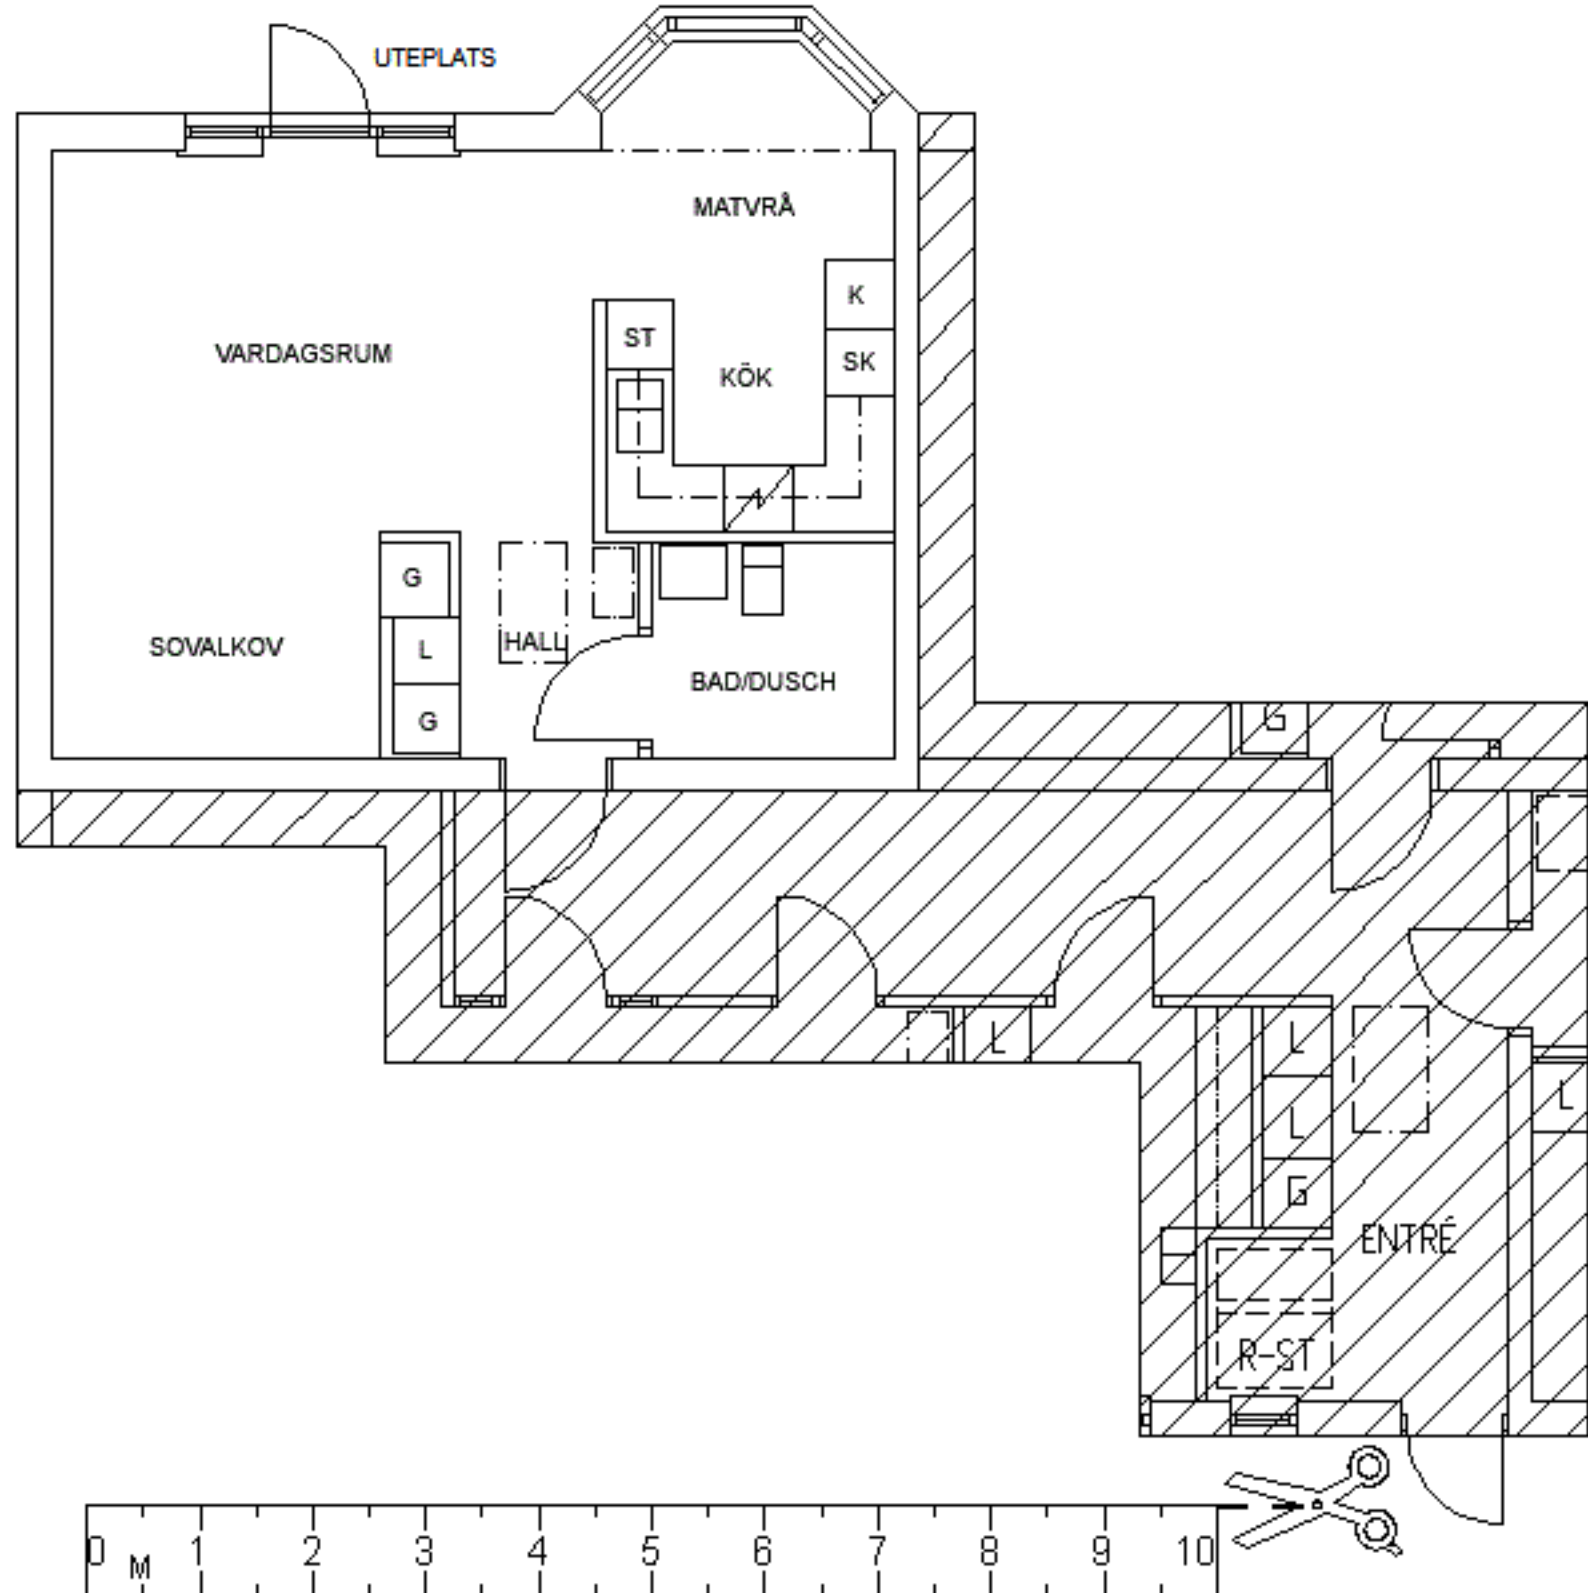 UTEPLATS
MATVRÅ
K
ST
VARDAGSRUM
SK
KÖK
G
HALL
SOVALKOV
L
BAD/DUSCH
G
G
L
L
L
L
G
ENTRÉ
R-ST
0 M 1 2 3 4 5 6 7 8 9 10